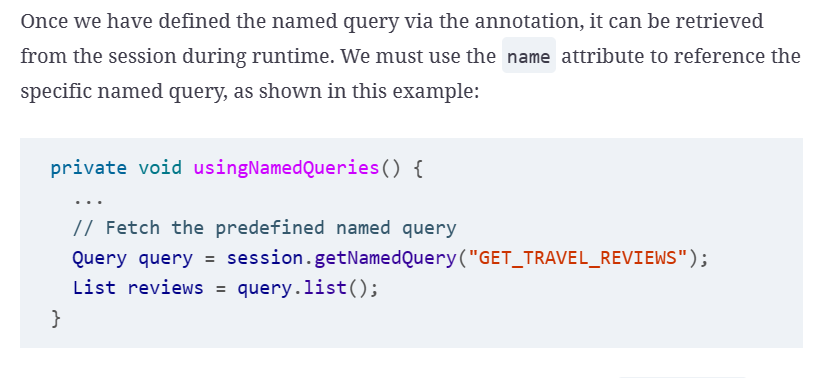 Once we have defined the named query via the annotation, it can be retrieved
from the session during runtime. We must use the name attribute to reference the
specific named query, as shown in this example:
private void usingNamedQueries() {
...
// Fetch the predefined named query
Query query = session.getNamedQuery("GET_TRAVEL_REVIEWS");
List reviews = query.list();
}